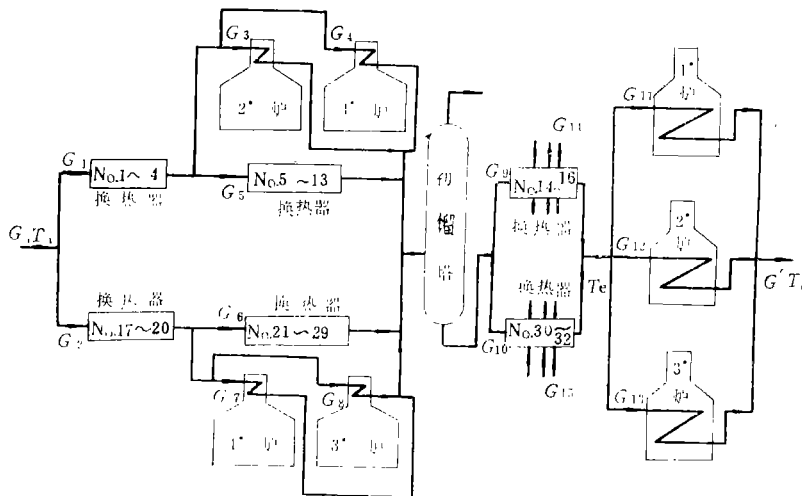 G3
G4
2# 炉
1# 炉
G1
No.1～4
换热器
G5
No.5～13
换热器
初馏塔
G9
G14
No.14～16
换热器
G11
1#
炉
G12
2#
炉
G, T1
G' T
Te
换热器
No.17～20
G2
G6
换热器
No.21～29
换热器
No.30～32
G10
G15
G7
G8
1# 炉
3# 炉
G13
3#
炉